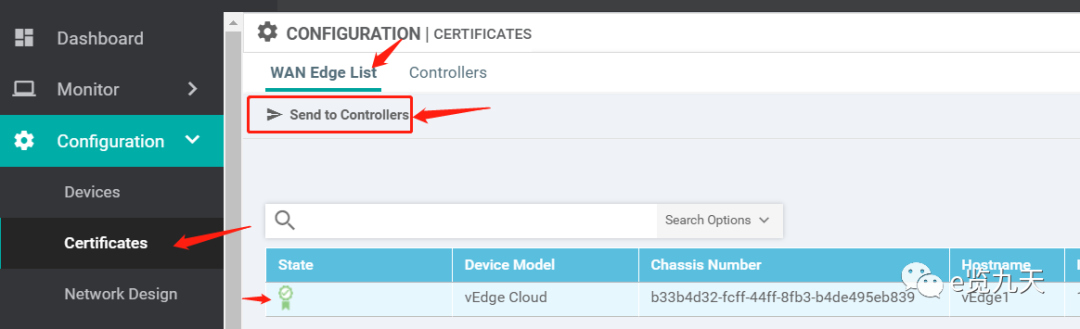 Dashboard
Monitor
Configuration
Devices
Certificates
Network Design
CONFIGURATION | CERTIFICATES
WAN Edge List Controllers
Send to Controllers
Search Options
State Device Model Chassis Number Hostname
vEdge Cloud b33b4d32-fcff-44ff-8fb3-b4de495eb839 vEdge1
e览九天